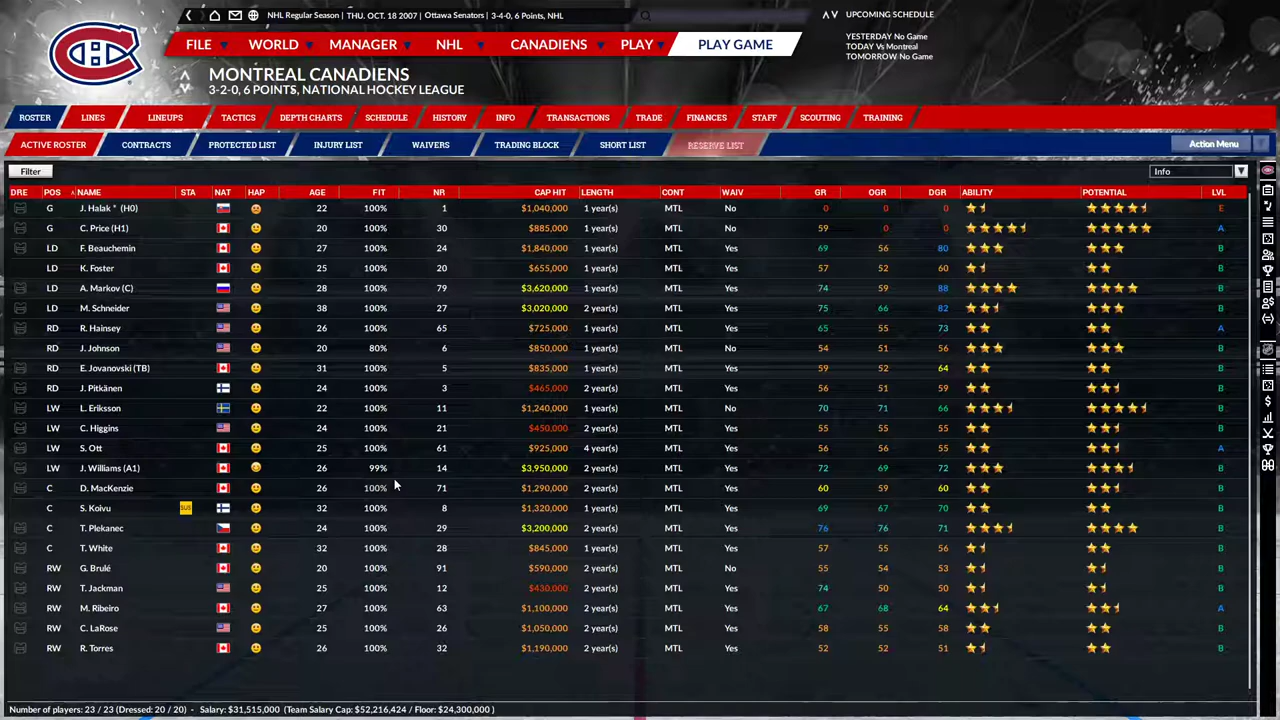 NHL Regular Season | THU. OCT. 18 2007 | Ottawa Senators | 3-4-0, 6 Points, NHL
UPCOMING SCHEDULE
YESTERDAY No Game
TODAY Vs Montreal
TOMORROW No Game
FILE WORLD MANAGER NHL CANADIENS PLAY PLAY GAME
MONTREAL CANADIENS
3-2-0, 6 POINTS, NATIONAL HOCKEY LEAGUE
ROSTER LINES LINEUPS TACTICS DEPTH CHARTS SCHEDULE HISTORY INFO TRANSACTIONS TRADE FINANCES STAFF SCOUTING TRAINING
ACTIVE ROSTER CONTRACTS PROTECTED LIST INJURY LIST WAIVERS TRADING BLOCK SHORT LIST RESERVE LIST Action Menu
Filter Info
DRE POS NAME STA NAT HAP AGE FIT NR CAP HIT LENGTH CONT WAIV GR OGR DGR ABILITY POTENTIAL LVL
G J. Halak * (H0) 22 100% 1 $1,040,000 1 year(s) MTL No 0 0 0 E
G C. Price (H1) 20 100% 30 $885,000 1 year(s) MTL No 59 0 0 A
LD F. Beauchemin 27 100% 24 $1,840,000 1 year(s) MTL Yes 69 56 80 B
LD K. Foster 25 100% 20 $655,000 1 year(s) MTL Yes 57 52 60 B
LD A. Markov (C) 28 100% 79 $3,620,000 1 year(s) MTL Yes 74 59 88 B
LD M. Schneider 38 100% 27 $3,020,000 2 year(s) MTL Yes 75 66 82 B
RD R. Hainsey 26 100% 65 $725,000 1 year(s) MTL Yes 65 55 73 A
RD J. Johnson 20 80% 6 $850,000 1 year(s) MTL No 54 51 56 B
RD E. Jovanovski (TB) 31 100% 5 $835,000 1 year(s) MTL Yes 59 52 64 B
RD J. Pitkänen 24 100% 3 $465,000 2 year(s) MTL Yes 56 51 59 B
LW L. Eriksson 22 100% 11 $1,240,000 1 year(s) MTL No 70 71 66 B
LW C. Higgins 24 100% 21 $450,000 2 year(s) MTL Yes 55 55 55 B
LW S. Ott 25 100% 61 $925,000 4 year(s) MTL Yes 56 56 55 A
LW J. Williams (A1) 26 99% 14 $3,950,000 2 year(s) MTL Yes 72 69 72 B
C D. MacKenzie 26 100% 71 $1,290,000 2 year(s) MTL Yes 60 59 60 B
C S. Koivu SUS 32 100% 8 $1,320,000 1 year(s) MTL Yes 69 67 70 B
C T. Plekanec 24 100% 29 $3,200,000 2 year(s) MTL Yes 76 76 71 B
C T. White 32 100% 28 $845,000 1 year(s) MTL Yes 57 55 56 B
RW G. Brulé 20 100% 91 $590,000 2 year(s) MTL No 55 54 53 B
RW T. Jackman 26 100% 12 $430,000 2 year(s) MTL Yes 74 50 50 B
RW M. Ribeiro 27 100% 63 $1,100,000 2 year(s) MTL Yes 67 68 64 A
RW C. LaRose 25 100% 26 $1,050,000 2 year(s) MTL Yes 58 55 58 B
RW R. Torres 26 100% 32 $1,190,000 2 year(s) MTL Yes 52 52 51 B
Number of players: 23 / 23 (Dressed: 20 / 20) - Salary: $31,515,000 (Team Salary Cap: $52,216,424 / Floor: $24,300,000 )